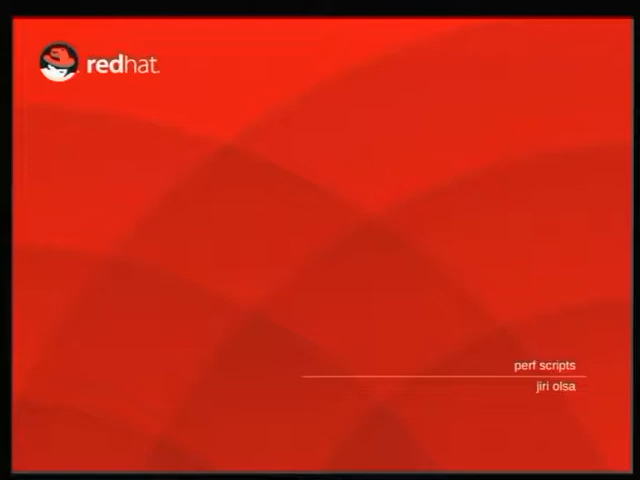 redhat.
perf scripts
jiri olsa